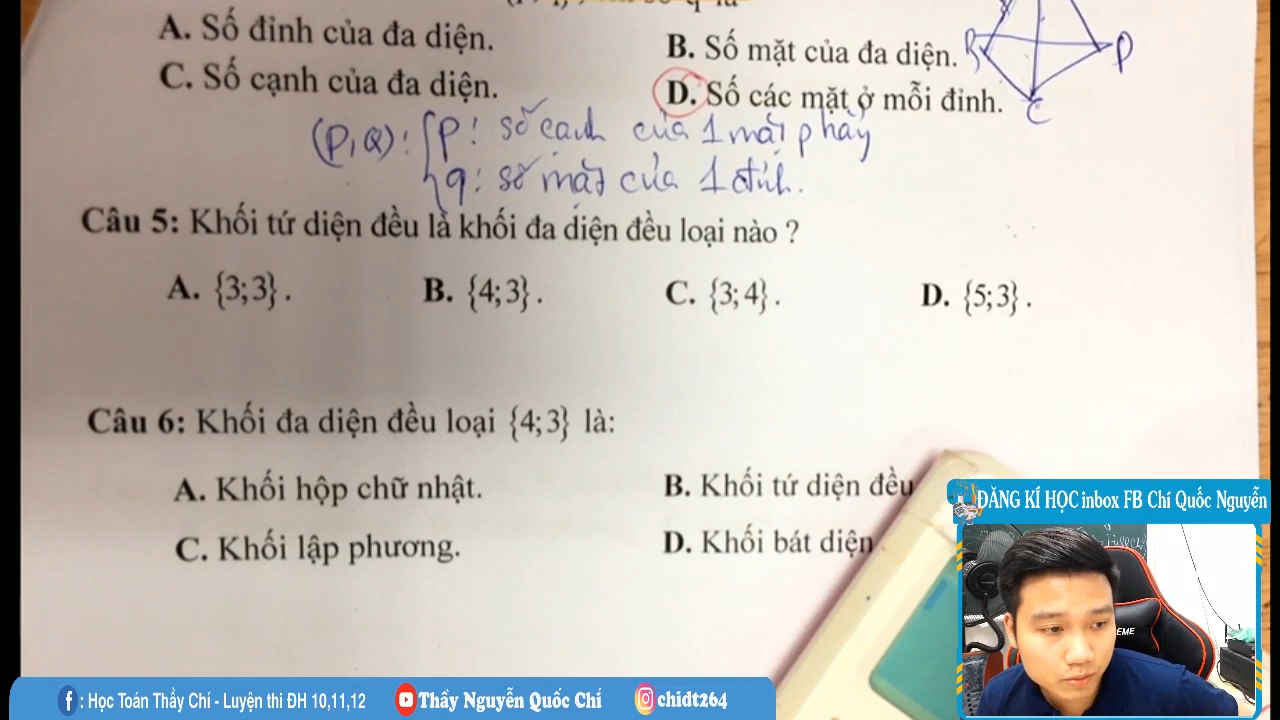 A. Số đỉnh của đa diện.
B. Số mặt của đa diện.
C. Số cạnh của đa diện.
D. Số các mặt ở mỗi đỉnh.
B D
C
(P,Q): { P: số cạnh của 1 mặt phẳng
q: số mặt của 1 đỉnh.
Câu 5: Khối tứ diện đều là khối đa diện đều loại nào ?
A. {3;3}. B. {4;3}. C. {3;4}. D. {5;3}.
Câu 6: Khối đa diện đều loại {4;3} là:
A. Khối hộp chữ nhật. B. Khối tứ diện đều
C. Khối lập phương. D. Khối bát diện
ĐĂNG KÍ HỌC inbox FB Chí Quốc Nguyễn
f : Học Toán Thầy Chí - Luyện thi ĐH 10,11,12 Thầy Nguyễn Quốc Chí chidt264